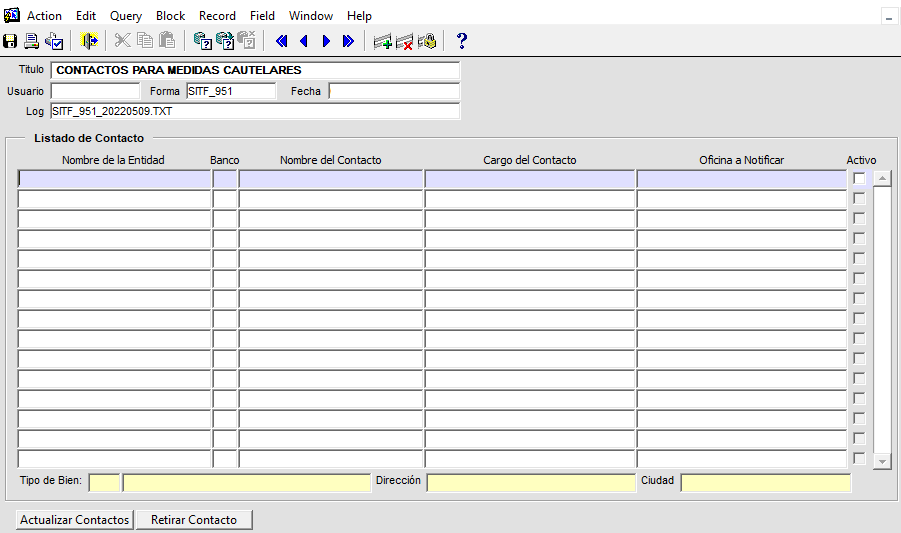 Action Edit Query Block Record Field Window Help
Título CONTACTOS PARA MEDIDAS CAUTELARES
Usuario Forma SITF_951 Fecha
Log SITF_951_20220509.TXT
Listado de Contacto
Nombre de la Entidad Banco Nombre del Contacto Cargo del Contacto Oficina a Notificar Activo
Tipo de Bien: Dirección Ciudad
Actualizar Contactos Retirar Contacto